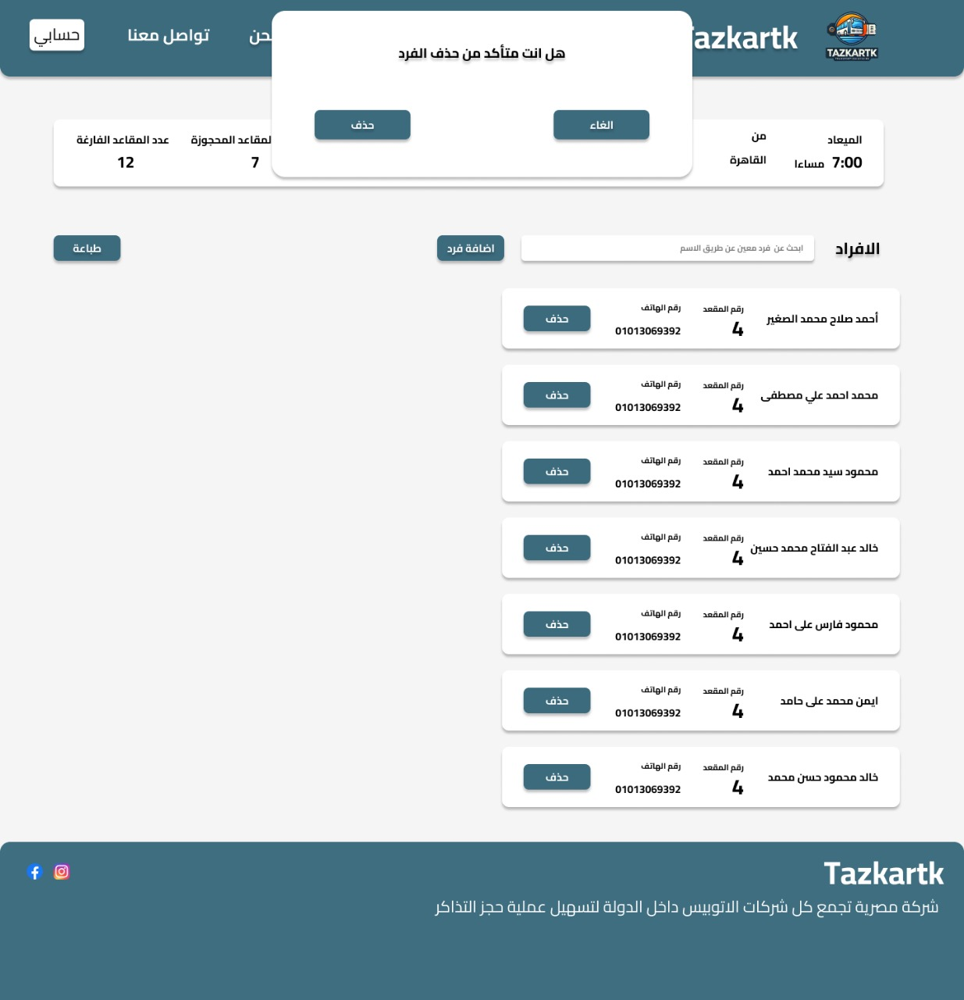 TAZKARTK
azkartk
حن
تواصل معنا
حسابي
هل انت متأكد من حذف الفرد
الغاء
حذف
الميعاد
7:00 مساءا
من
القاهرة
لمقاعد المحجوزة
7
عدد المقاعد الفارغة
12
الافراد
ابحث عن فرد معين عن طريق الاسم
اضافة فرد
طباعة
أحمد صلاح محمد الصغير
رقم المقعد
4
رقم الهاتف
01013069392
حذف
محمد احمد علي مصطفى
رقم المقعد
4
رقم الهاتف
01013069392
حذف
محمود سيد محمد احمد
رقم المقعد
4
رقم الهاتف
01013069392
حذف
خالد عبد الفتاح محمد حسين
رقم المقعد
4
رقم الهاتف
01013069392
حذف
محمود فارس على احمد
رقم المقعد
4
رقم الهاتف
01013069392
حذف
ايمن محمد على حامد
رقم المقعد
4
رقم الهاتف
01013069392
حذف
خالد محمود حسن محمد
رقم المقعد
4
رقم الهاتف
01013069392
حذف
Tazkartk
شركة مصرية تجمع كل شركات الاتوبيس داخل الدولة لتسهيل عملية حجز التذاكر